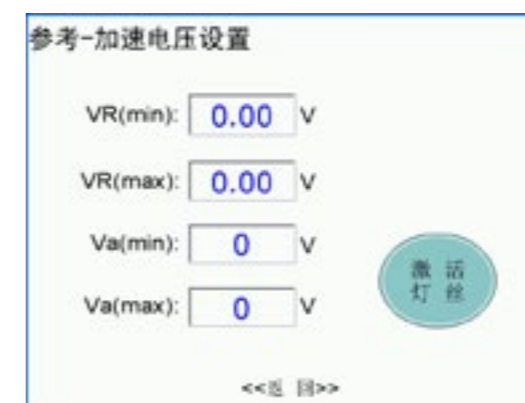 参考-加速电压设置
VR(min): 0.00 V
VR(max): 0.00 V
Va(min): 0 V
Va(max): 0 V
激 活
灯 丝
<<返 回>>